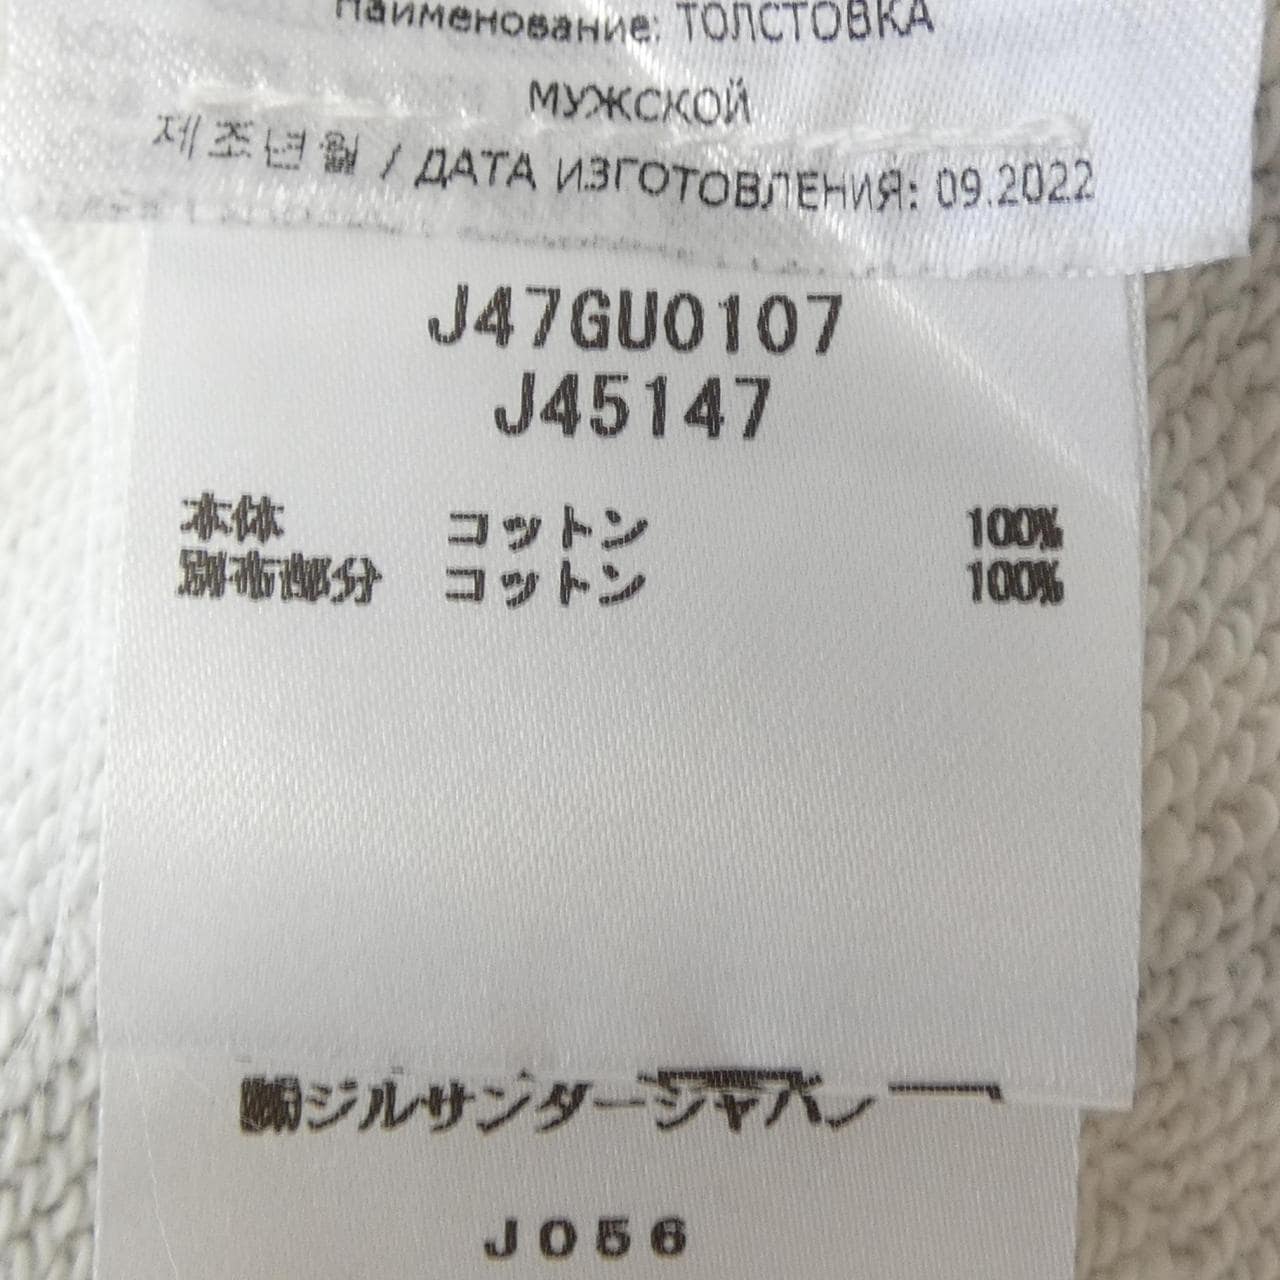 Наименование: ТОЛСТОВКА
МУЖСКОЙ
제조년월 / ДАТА ИЗГОТОВЛЕНИЯ: 09.2022
J47GU0107
J45147
本体 コットン 100%
別布部分 コットン 100%
㈱ジルサンダージャパン
J056